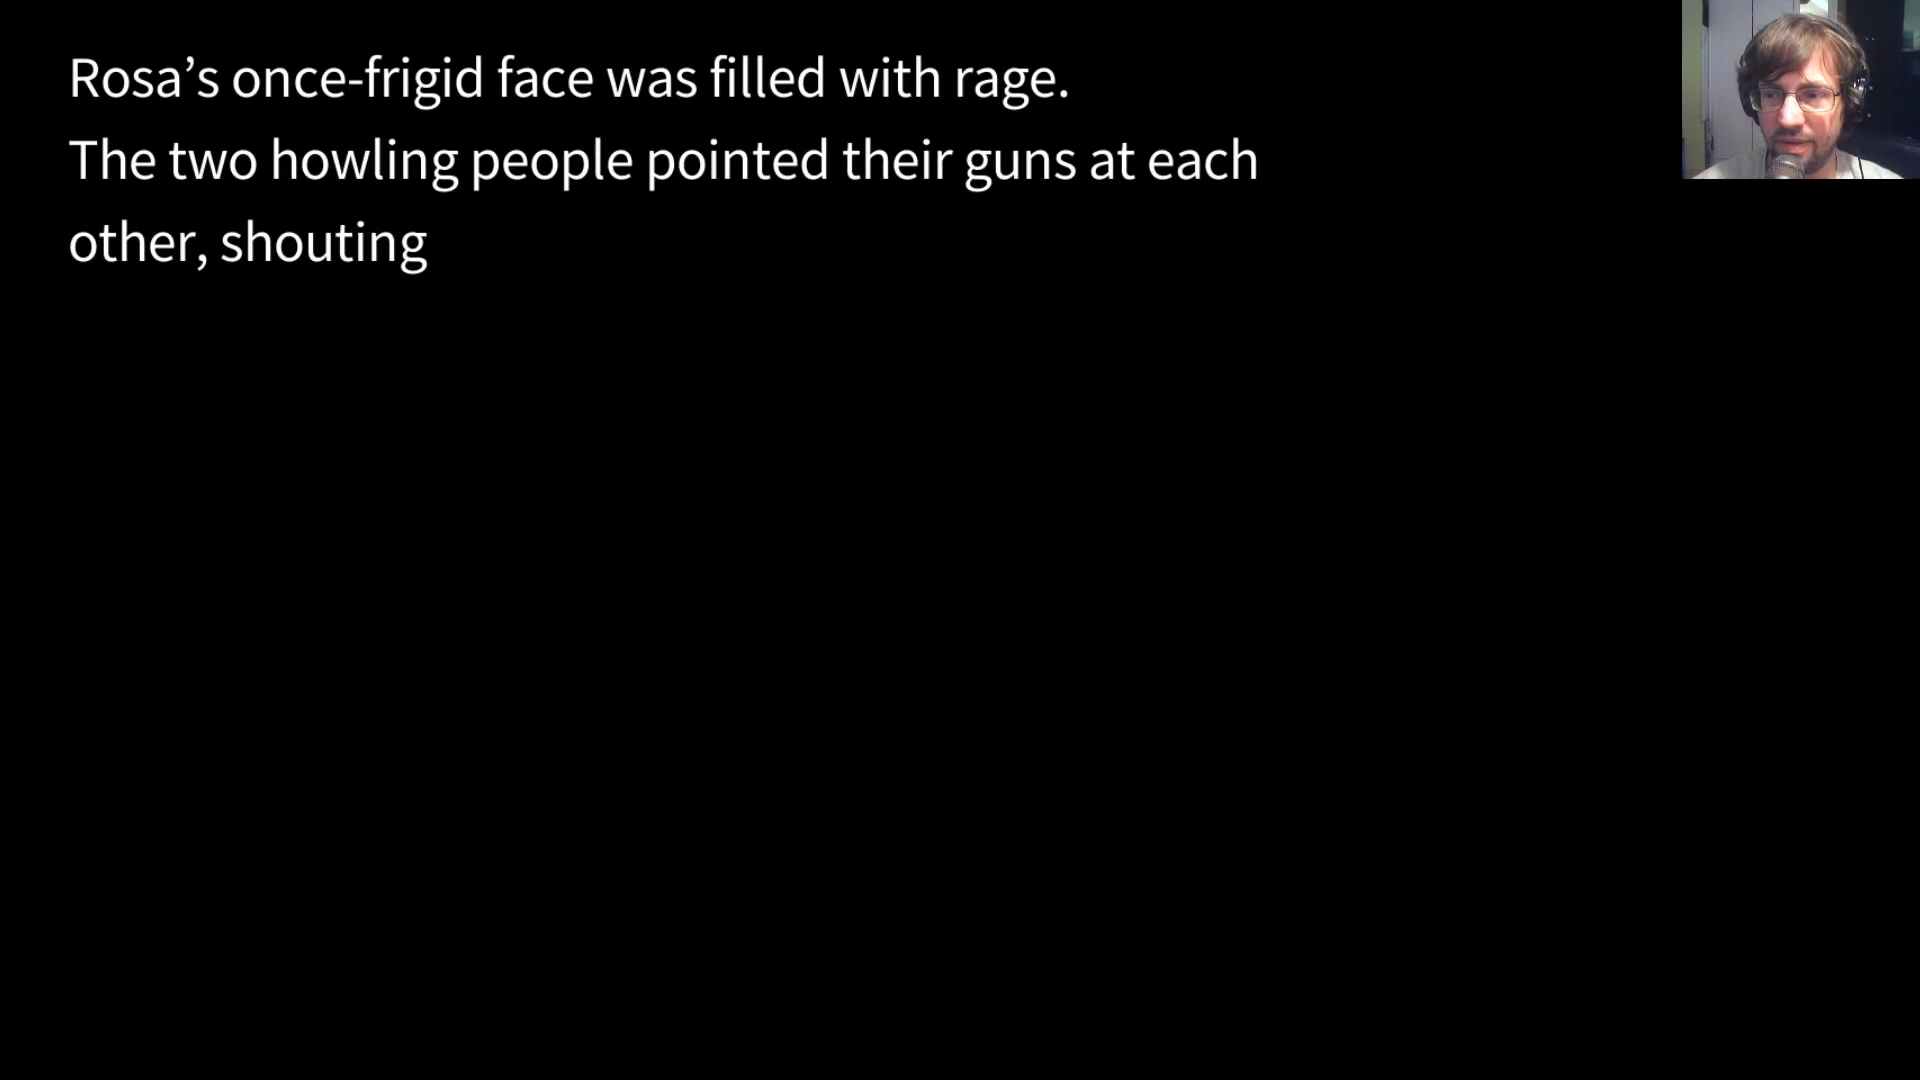 Rosa’s once-frigid face was filled with rage.
The two howling people pointed their guns at each
other, shouting